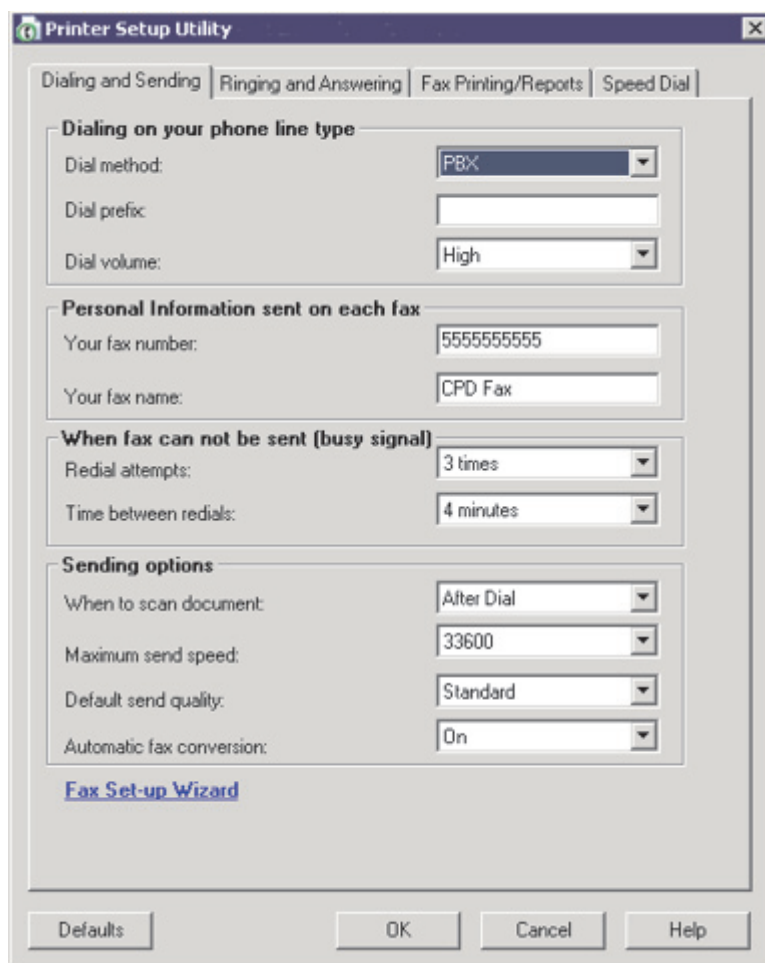 Printer Setup Utility
Dialing and Sending Ringing and Answering Fax Printing/Reports Speed Dial
Dialing on your phone line type
Dial method: PBX
Dial prefix:
Dial volume: High
Personal Information sent on each fax
Your fax number: 5555555555
Your fax name: CPD Fax
When fax can not be sent (busy signal)
Redial attempts: 3 times
Time between redials: 4 minutes
Sending options
When to scan document: After Dial
Maximum send speed: 33600
Default send quality: Standard
Automatic fax conversion: On
Fax Set-up Wizard
Defaults OK Cancel Help